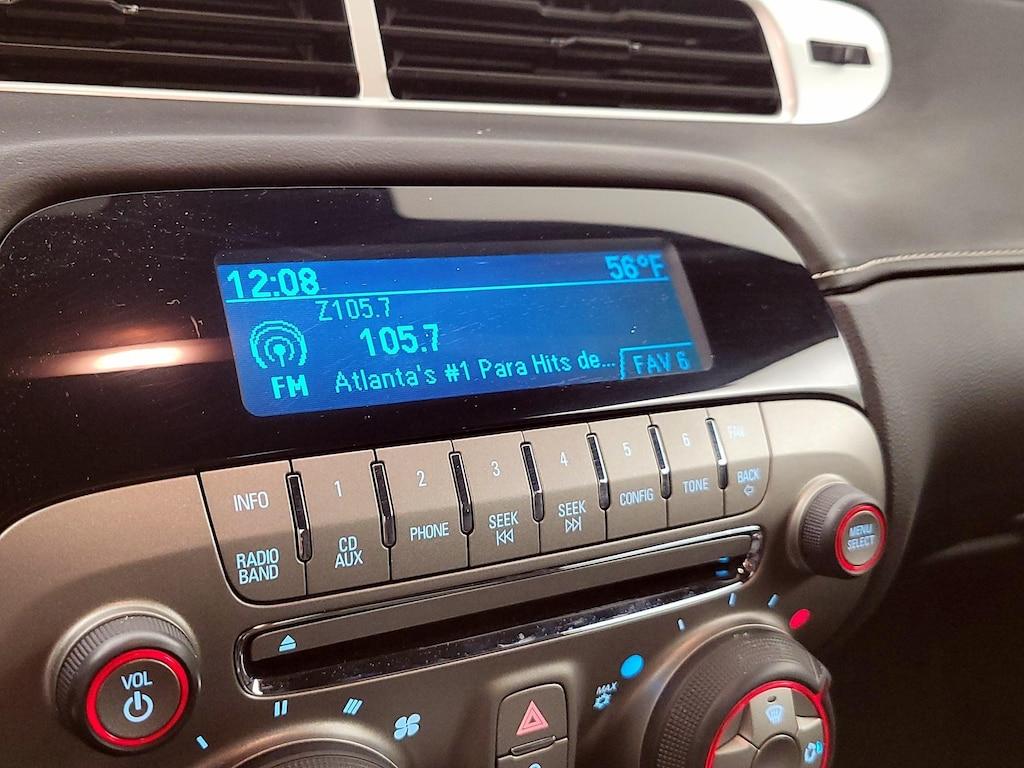 12:08 56°F
Z105.7
105.7
FM Atlanta's #1 Para Hits de... FAV 6
INFO 1 2 3 4 5 6 FAV
RADIO BAND CD AUX PHONE SEEK SEEK CONFIG TONE BACK
MENU SELECT
VOL
MAX